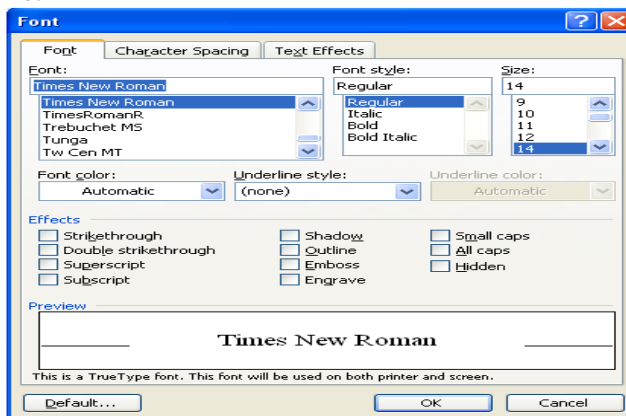 Font
Font Character Spacing Text Effects
Font: Font style: Size:
Times New Roman Regular 14
Times New Roman Regular 9
TimesRomanR Italic 10
Trebuchet MS Bold 11
Tunga Bold Italic 12
Tw Cen MT 14
Font color: Underline style: Underline color:
Automatic (none) Automatic
Effects
Strikethrough Shadow Small caps
Double strikethrough Outline All caps
Superscript Emboss Hidden
Subscript Engrave
Preview
Times New Roman
This is a TrueType font. This font will be used on both printer and screen.
Default... OK Cancel